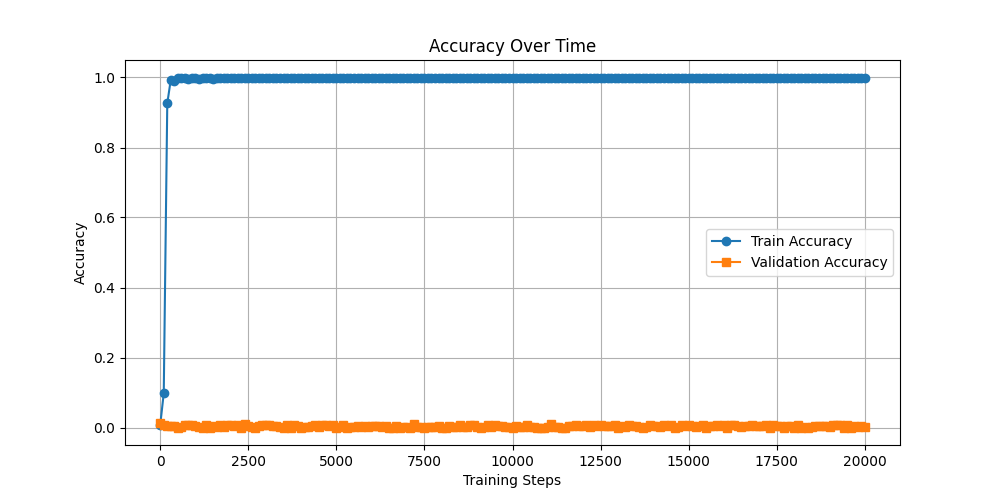 Accuracy Over Time
Accuracy
1.0
0.8
0.6
0.4
0.2
0.0
Train Accuracy
Validation Accuracy
0 2500 5000 7500 10000 12500 15000 17500 20000
Training Steps